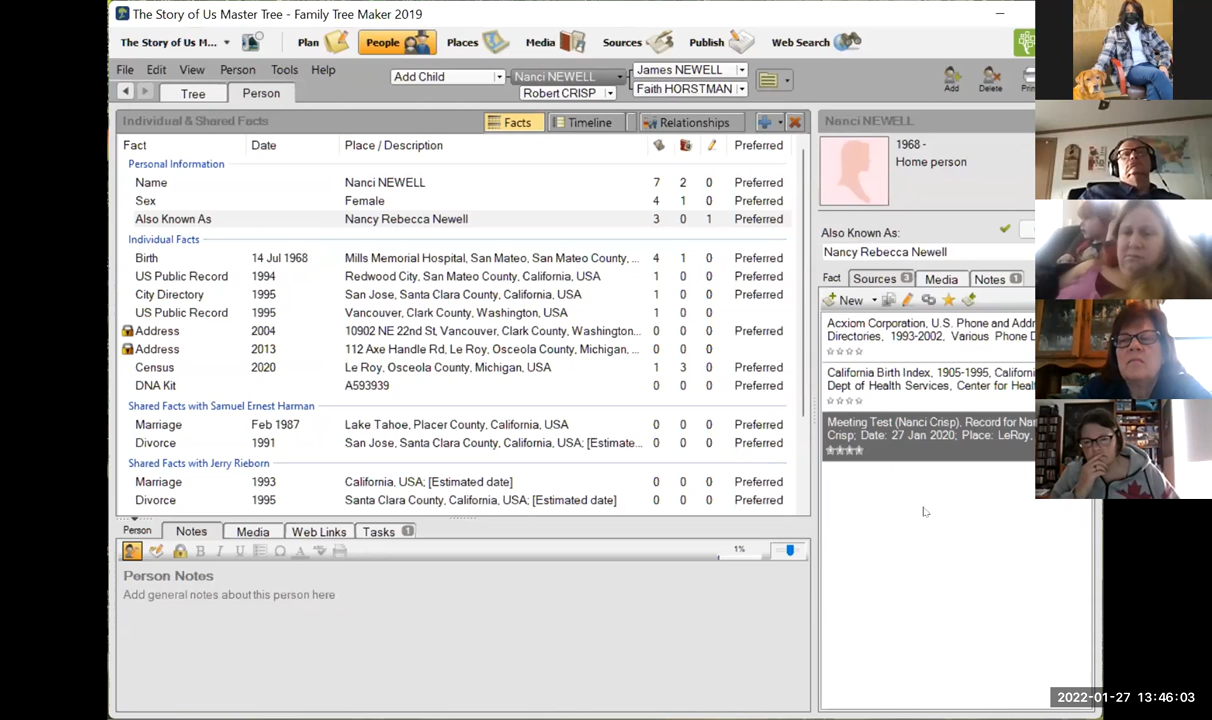 The Story of Us Master Tree - Family Tree Maker 2019
The Story of Us M...
Plan
People
Places
Media
Sources
Publish
Web Search
File Edit View Person Tools Help
Add Child
Nanci NEWELL
James NEWELL
Robert CRISP
Faith HORSTMAN
Add
Delete
Tree
Person
Individual & Shared Facts
Facts
Timeline
Relationships
Fact Date Place / Description Preferred
Personal Information
Name Nanci NEWELL 7 2 0 Preferred
Sex Female 4 1 0 Preferred
Also Known As Nancy Rebecca Newell 3 0 1 Preferred
Individual Facts
Birth 14 Jul 1968 Mills Memorial Hospital, San Mateo, San Mateo County, ... 4 1 0 Preferred
US Public Record 1994 Redwood City, San Mateo County, California, USA 1 0 0 Preferred
City Directory 1995 San Jose, Santa Clara County, California, USA 1 0 0 Preferred
US Public Record 1995 Vancouver, Clark County, Washington, USA 1 0 0
Address 2004 10902 NE 22nd St, Vancouver, Clark County, Washington... 0 0 0 Preferred
Address 2013 112 Axe Handle Rd, Le Roy, Osceola County, Michigan, ... 0 0 0
Census 2020 Le Roy, Osceola County, Michigan, USA 1 3 0 Preferred
DNA Kit A593939 0 0 0 Preferred
Shared Facts with Samuel Ernest Harman
Marriage Feb 1987 Lake Tahoe, Placer County, California, USA 0 0 0 Preferred
Divorce 1991 San Jose, Santa Clara County, California, USA; [Estimate... 0 0 0 Preferred
Shared Facts with Jerry Rieborn
Marriage 1993 California, USA; [Estimated date] 0 0 0 Preferred
Divorce 1995 Santa Clara County, California, USA; [Estimated date] 0 0 0 Preferred
Person Notes Media Web Links Tasks 1
B I U A
1%
Person Notes
Add general notes about this person here
Nanci NEWELL
1968 -
Home person
Also Known As:
Nancy Rebecca Newell
Fact Sources 3 Media Notes 1
New
Acxiom Corporation, U.S. Phone and Addr
Directories, 1993-2002, Various Phone D
California Birth Index, 1905-1995, Californi
Dept of Health Services, Center for Heal
Meeting Test (Nanci Crisp). Record for Nan
Crisp; Date: 27 Jan 2020; Place: LeRoy,
2022-01-27 13:46:03